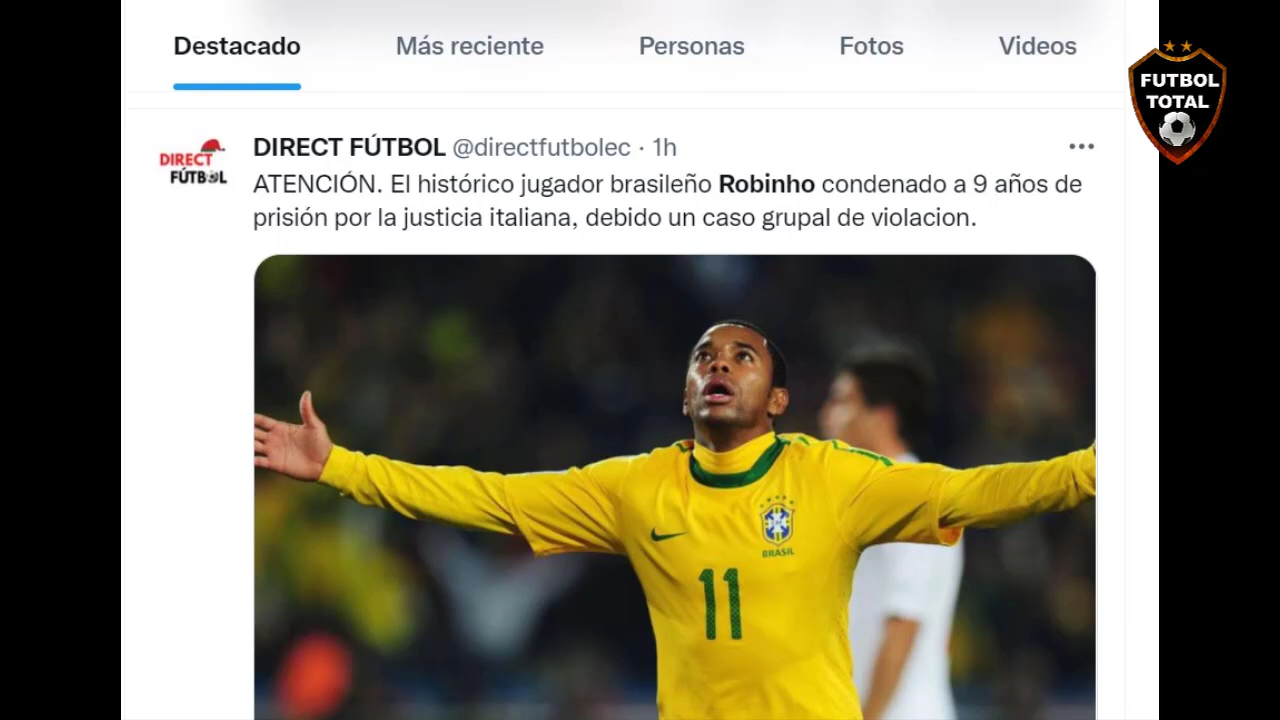 Destacado Más reciente Personas Fotos Videos
FUTBOL
TOTAL
DIRECT
FÚTBOL
DIRECT FÚTBOL @directfutbolec · 1h
ATENCIÓN. El histórico jugador brasileño Robinho condenado a 9 años de
prisión por la justicia italiana, debido un caso grupal de violacion.
BRASIL
11